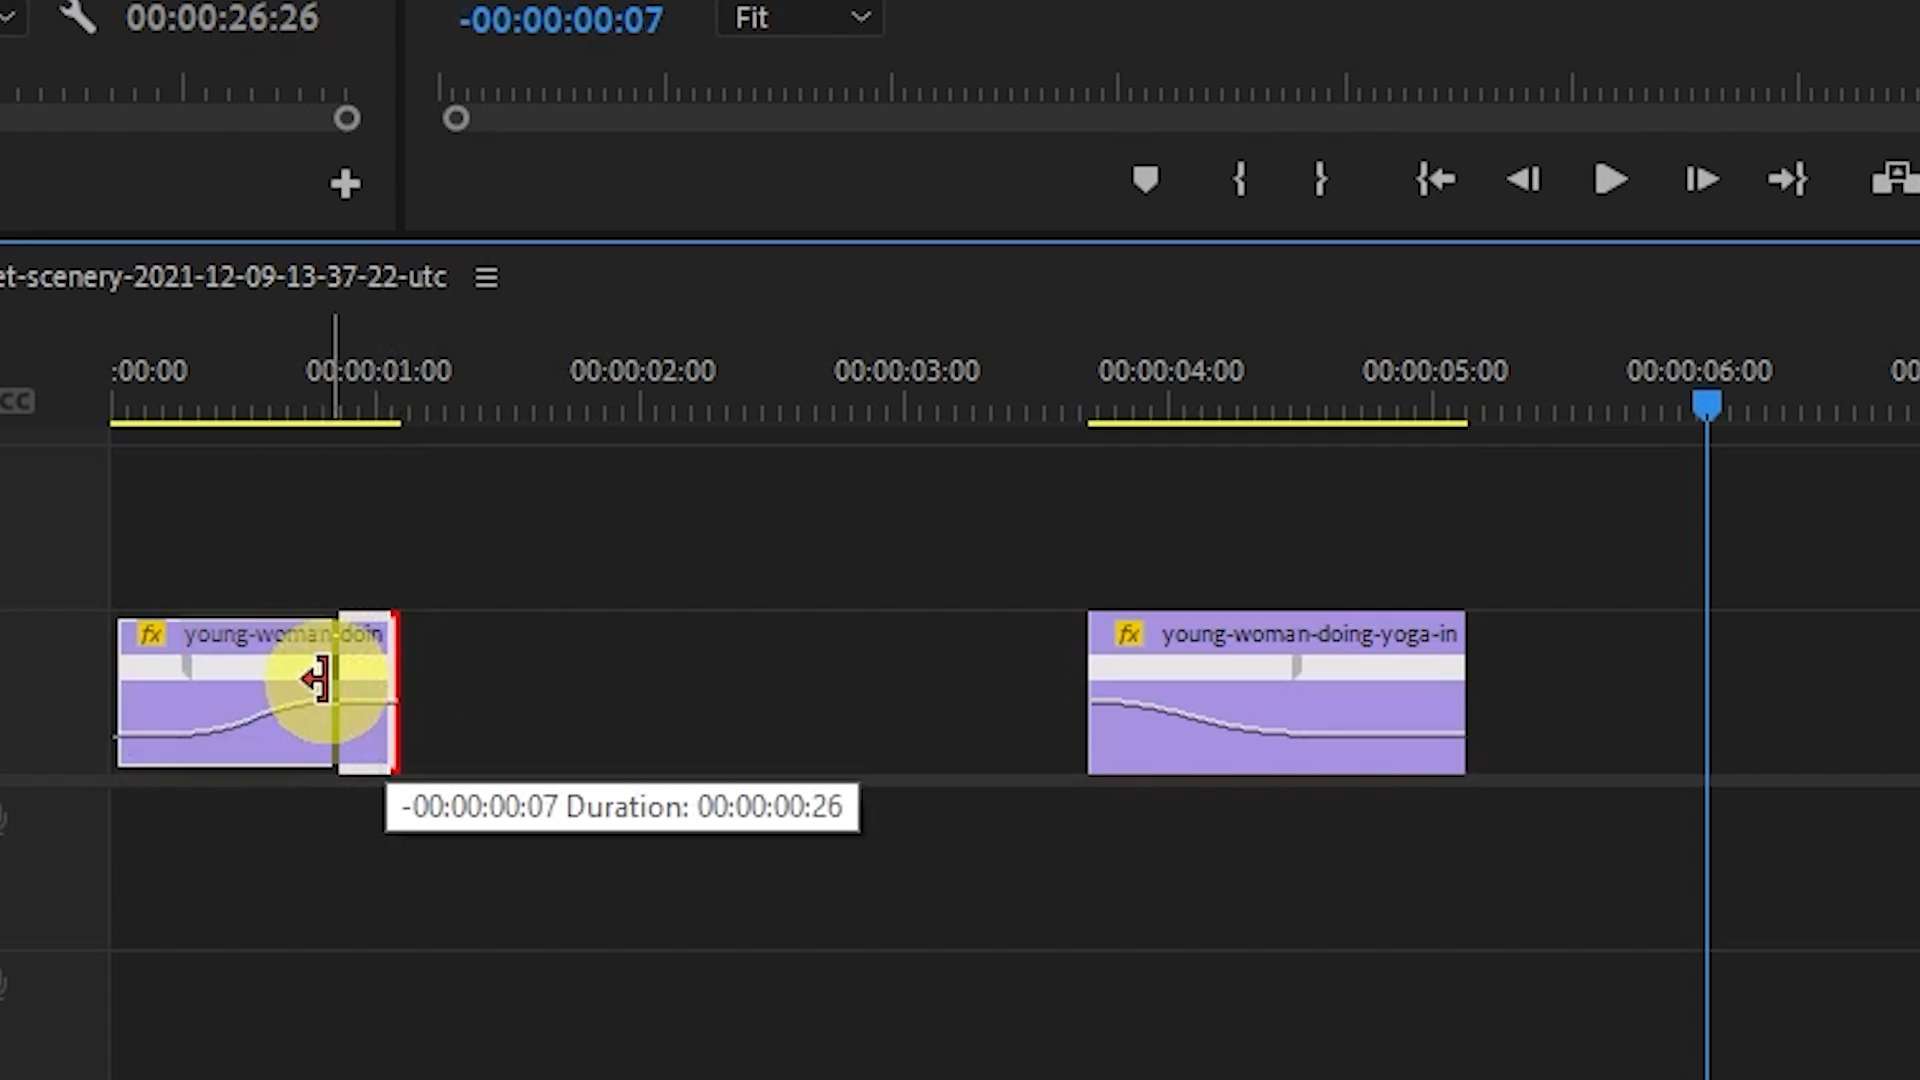 00:00:26:26
-00:00:00:07
Fit
et-scenery-2021-12-09-13-37-22-utc
:00:00
00:00:01:00
00:00:02:00
00:00:03:00
00:00:04:00
00:00:05:00
00:00:06:00
00
CC
fx young-woman-doin
fx young-woman-doing-yoga-in
-00:00:00:07 Duration: 00:00:00:26